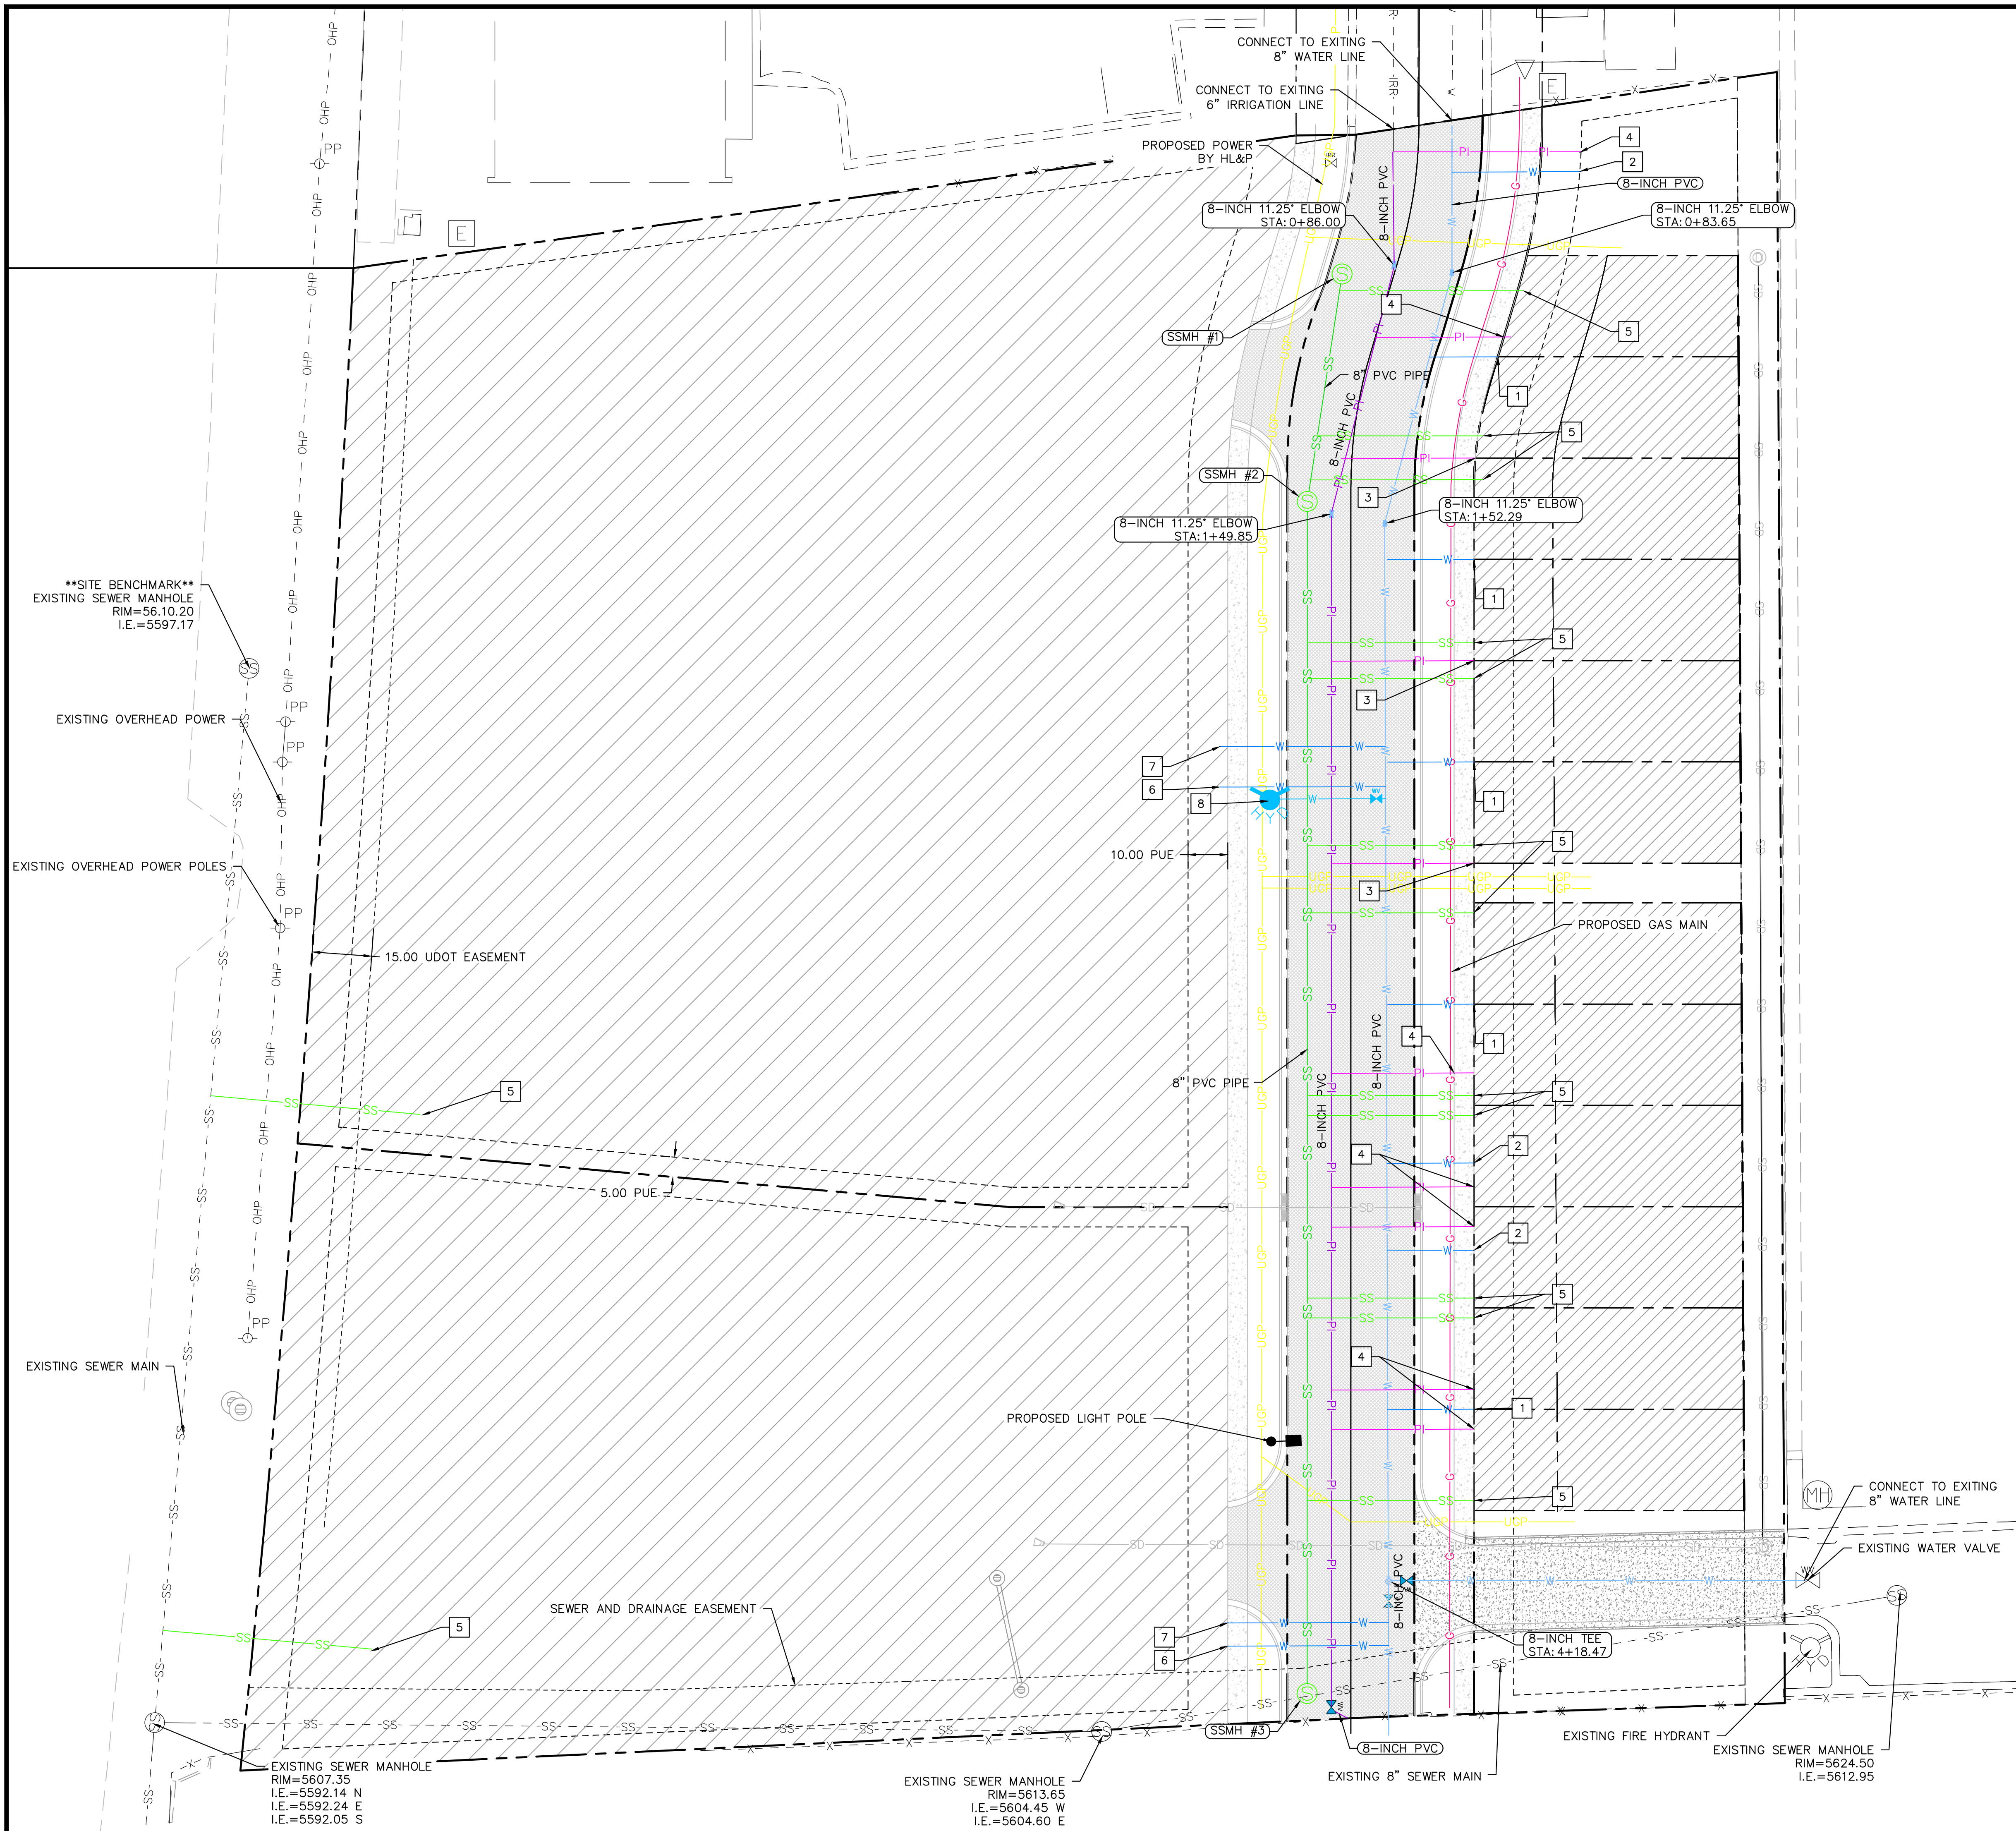 CONNECT TO EXITING
8" WATER LINE
CONNECT TO EXITING
6" IRRIGATION LINE
PROPOSED POWER
BY HL&P
IRR
8-INCH PVC
4
2
8-INCH PVC
8-INCH 11.25° ELBOW
STA: 0+86.00
8-INCH 11.25° ELBOW
STA: 0+83.65
E
E
PP
OHP
SSMH #1
4
5
8" PVC PIPE
8-INCH PVC
1
5
SSMH #2
3
8-INCH 11.25° ELBOW
STA: 1+49.85
8-INCH 11.25° ELBOW
STA: 1+52.29
**SITE BENCHMARK**
EXISTING SEWER MANHOLE
RIM=56.10.20
I.E.=5597.17
SS
1
5
3
EXISTING OVERHEAD POWER
PP
PP
7
6
8
HYD
WV
1
5
10.00 PUE
EXISTING OVERHEAD POWER POLES
PP
3
PROPOSED GAS MAIN
15.00 UDOT EASEMENT
4
1
8-INCH PVC
8" PVC PIPE
8-INCH PVC
5
5
4
2
5.00 PUE
2
5
PP
EXISTING SEWER MAIN
4
1
PROPOSED LIGHT POLE
5
MH
CONNECT TO EXITING
8" WATER LINE
EXISTING WATER VALVE
WV
8-INCH PVC
SEWER AND DRAINAGE EASEMENT
5
7
6
8-INCH TEE
STA: 4+18.47
SS
HYD
SSMH #3
8-INCH PVC
EXISTING FIRE HYDRANT
EXISTING 8" SEWER MAIN
EXISTING SEWER MANHOLE
RIM=5624.50
I.E.=5612.95
EXISTING SEWER MANHOLE
RIM=5607.35
I.E.=5592.14 N
I.E.=5592.24 E
I.E.=5592.05 S
EXISTING SEWER MANHOLE
RIM=5613.65
I.E.=5604.45 W
I.E.=5604.60 E